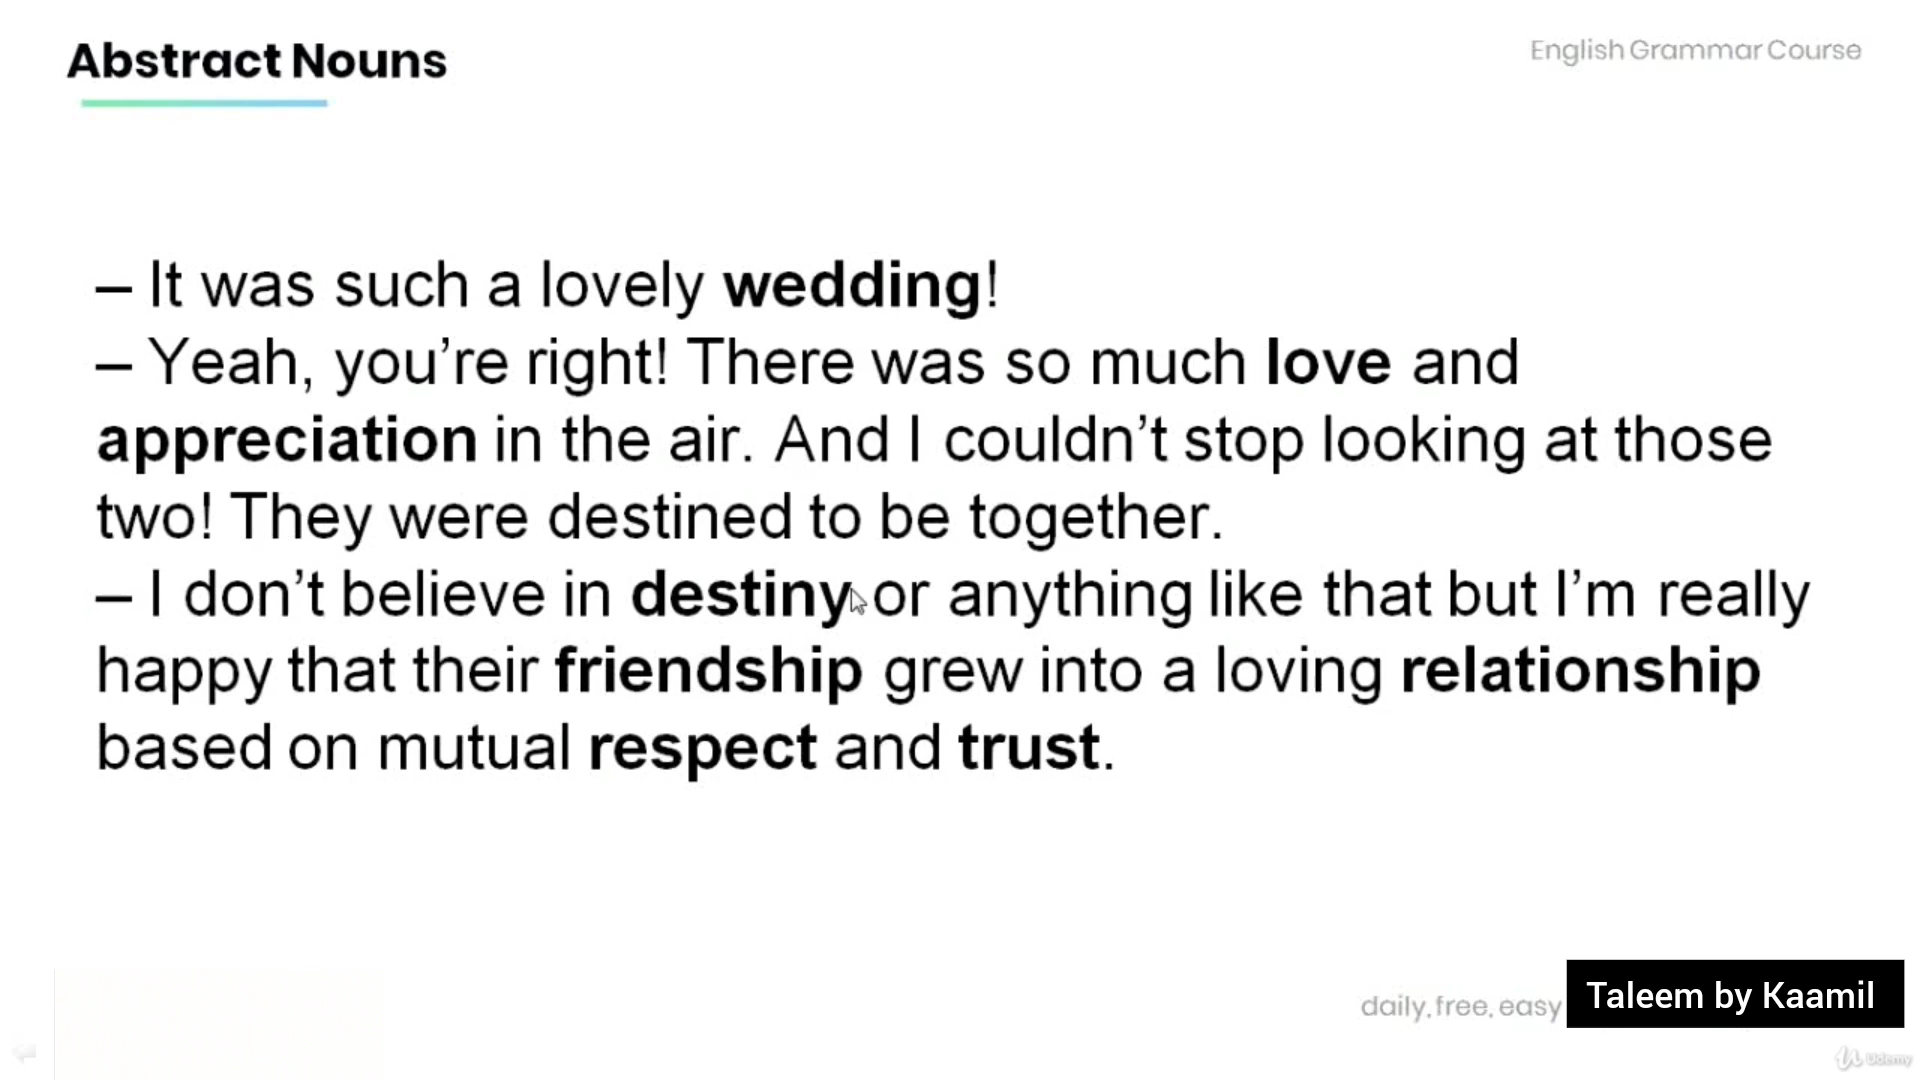 Abstract Nouns
English Grammar Course
– It was such a lovely wedding!
– Yeah, you’re right! There was so much love and
appreciation in the air. And I couldn’t stop looking at those
two! They were destined to be together.
– I don’t believe in destiny or anything like that but I’m really
happy that their friendship grew into a loving relationship
based on mutual respect and trust.
daily, free, easy
Taleem by Kaamil
Udemy